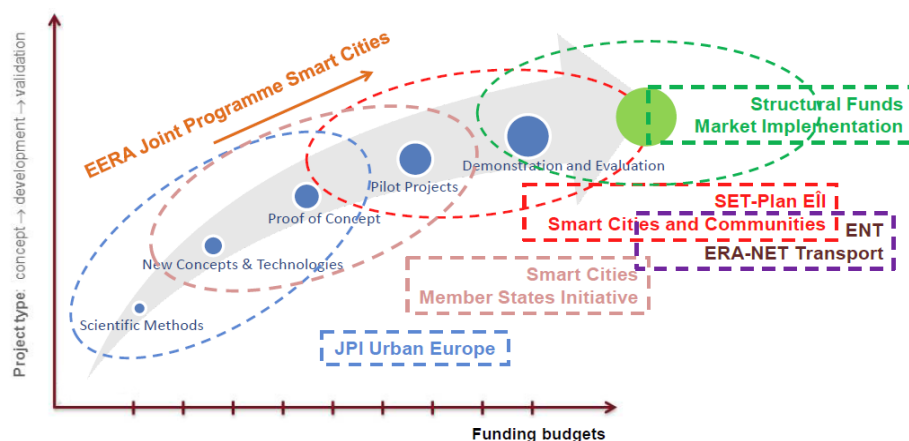 EERA Joint Programme Smart Cities
Project type: concept → development → validation
Structural Funds
Market Implementation
Demonstration and Evaluation
Pilot Projects
Proof of Concept
SET-Plan EÎI
Smart Cities and Communities
ENT
ERA-NET Transport
New Concepts & Technologies
Smart Cities
Member States Initiative
Scientific Methods
JPI Urban Europe
Funding budgets